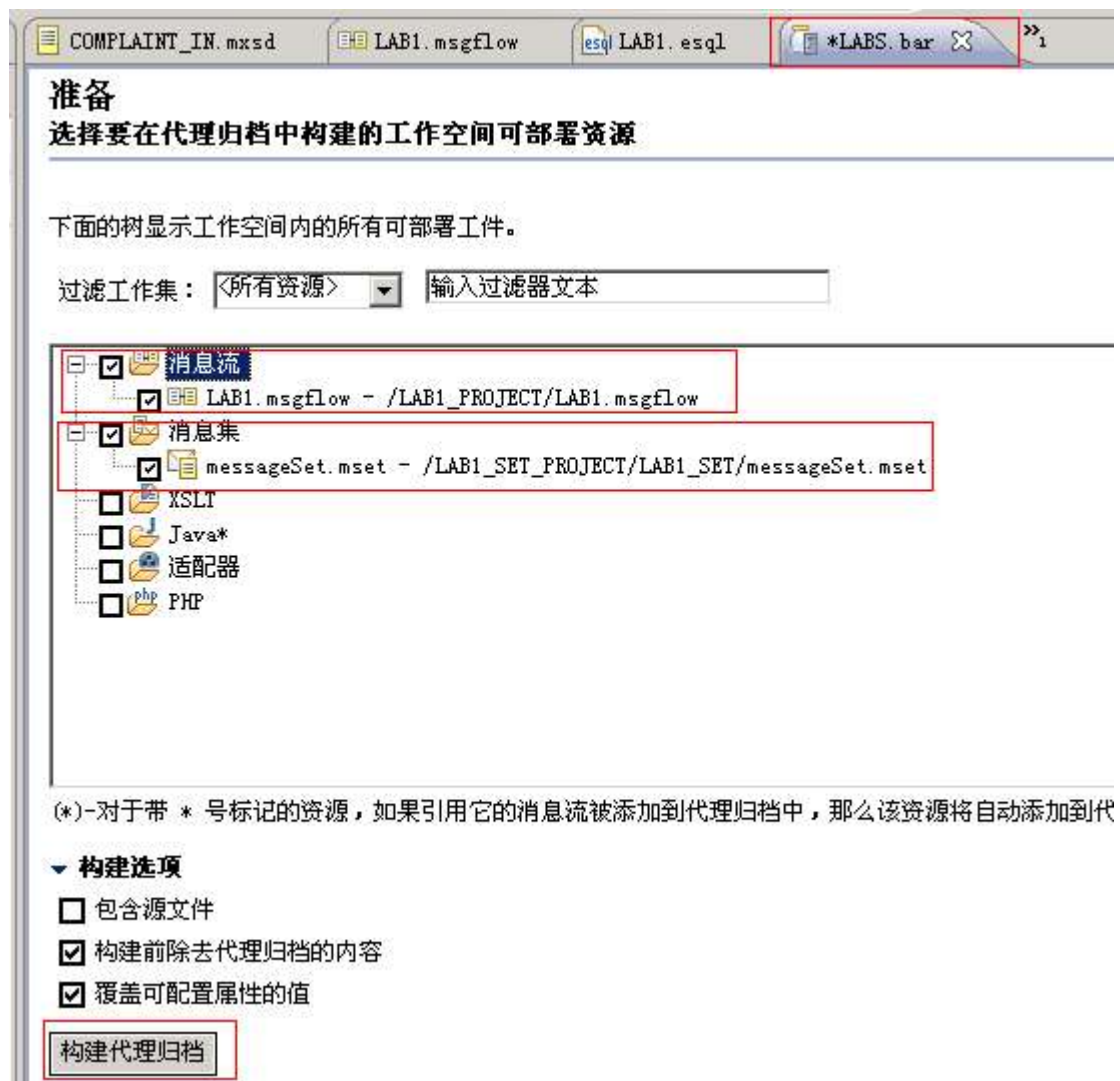 COMPLAINT_IN.mxsd LAB1.msgflow esql LAB1.esql *LABS.bar »1
准备
选择要在代理归档中构建的工作空间可部署资源
下面的树显示工作空间内的所有可部署工件。
过滤工作集： <所有资源> 输入过滤器文本
消息流
LAB1.msgflow - /LAB1_PROJECT/LAB1.msgflow
消息集
messageSet.mset - /LAB1_SET_PROJECT/LAB1_SET/messageSet.mset
XSLT
Java*
适配器
php PHP
(*)-对于带 * 号标记的资源，如果引用它的消息流被添加到代理归档中，那么该资源将自动添加到代
构建选项
包含源文件
构建前除去代理归档的内容
覆盖可配置属性的值
构建代理归档